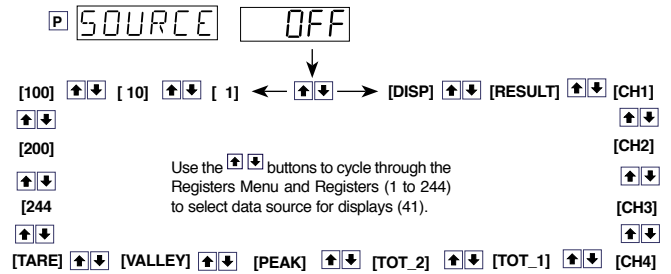 P SOURCE OFF
[100] [ 10] [ 1] [DISP] [RESULT] [CH1]
[200] [CH2]
Use the buttons to cycle through the
Registers Menu and Registers (1 to 244)
to select data source for displays (41).
[244 [CH3]
[TARE] [VALLEY] [PEAK] [TOT_2] [TOT_1] [CH4]